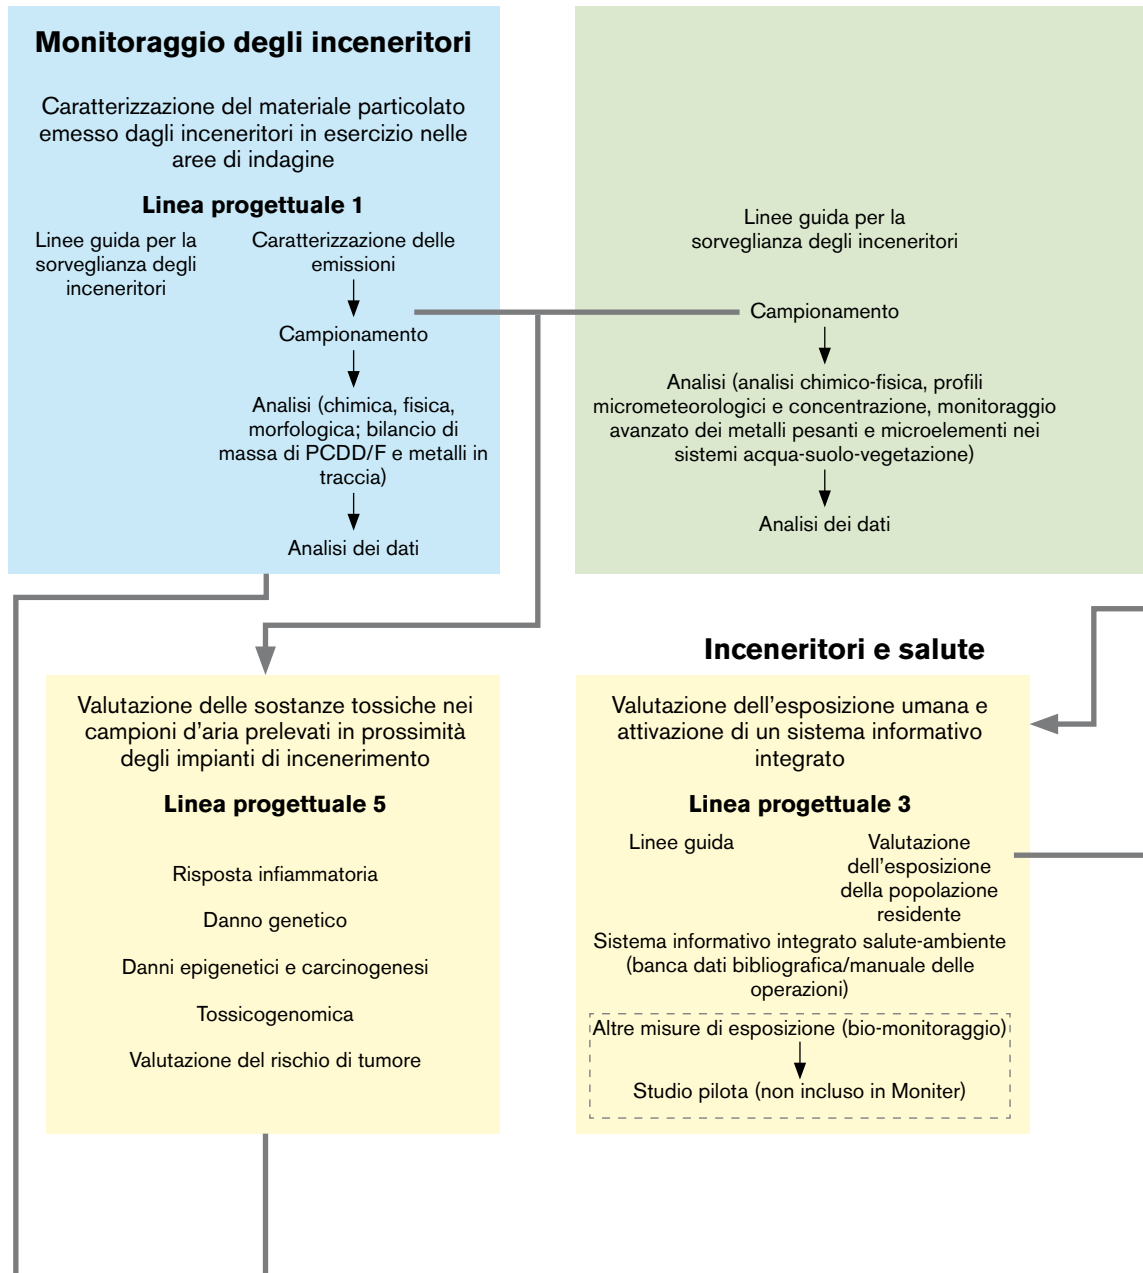 Monitoraggio degli inceneritori
Caratterizzazione del materiale particolato
emesso dagli inceneritori in esercizio nelle
aree di indagine
Linea progettuale 1
Linee guida per la
sorveglianza degli
inceneritori
Caratterizzazione delle
emissioni
Campionamento
Analisi (chimica, fisica,
morfologica; bilancio di
massa di PCDD/F e metalli in
traccia)
Analisi dei dati
Linee guida per la
sorveglianza degli inceneritori
Campionamento
Analisi (analisi chimico-fisica, profili
micrometeorologici e concentrazione, monitoraggio
avanzato dei metalli pesanti e microelementi nei
sistemi acqua-suolo-vegetazione)
Analisi dei dati
Valutazione delle sostanze tossiche nei
campioni d'aria prelevati in prossimità
degli impianti di incenerimento
Linea progettuale 5
Risposta infiammatoria
Danno genetico
Danni epigenetici e carcinogenesi
Tossicogenomica
Valutazione del rischio di tumore
Inceneritori e salute
Valutazione dell'esposizione umana e
attivazione di un sistema informativo
integrato
Linea progettuale 3
Linee guida
Valutazione
dell'esposizione
della popolazione
residente
Sistema informativo integrato salute-ambiente
(banca dati bibliografica/manuale delle
operazioni)
Altre misure di esposizione (bio-monitoraggio)
Studio pilota (non incluso in Moniter)